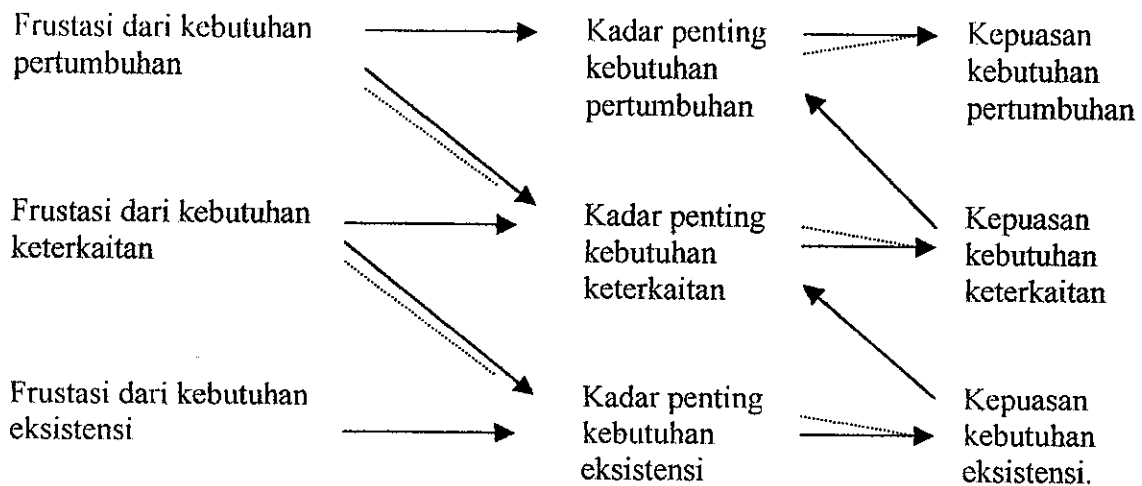 Frustasi dari kebutuhan
pertumbuhan
Kadar penting
kebutuhan
pertumbuhan
Kepuasan
kebutuhan
pertumbuhan
Frustasi dari kebutuhan
keterkaitan
Kadar penting
kebutuhan
keterkaitan
Kepuasan
kebutuhan
keterkaitan
Frustasi dari kebutuhan
eksistensi
Kadar penting
kebutuhan
eksistensi
Kepuasan
kebutuhan
eksistensi.